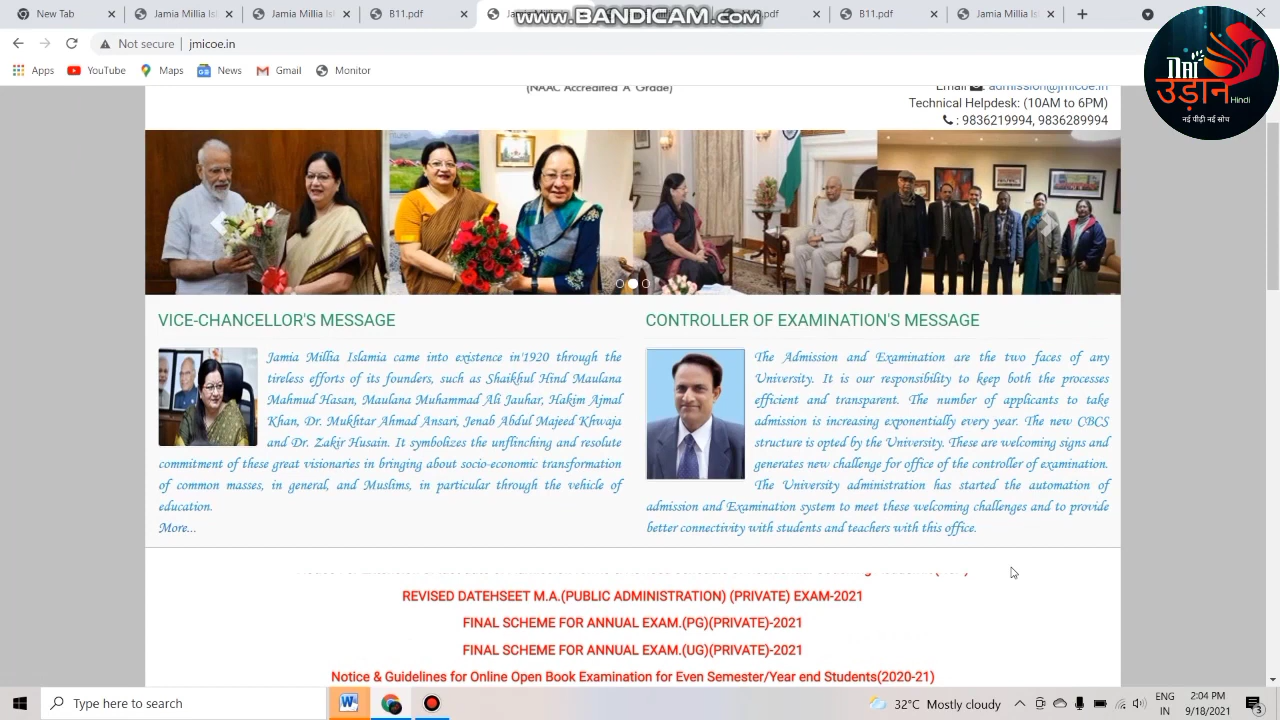 Jamia Millia Isl
B11.pdf
.pdf
B11.pdf
Jamia Millia Is
WWW.BANDICAM.COM
Not secure | jmicoe.in
Apps
YouTube
Maps
News
Gmail
Monitor
नई
उड़ान
Hindi
नई पीढ़ी नई सोच
(NAAC Accredited 'A' Grade)
Email : admission@jmicoe.in
Technical Helpdesk: (10AM to 6PM)
: 9836219994, 9836289994
VICE-CHANCELLOR'S MESSAGE
Jamia Millia Islamia came into existence in'1920 through the
tireless efforts of its founders, such as Shaikhul Hind Maulana
Mahmud Hasan, Maulana Muhammad Ali Jauhar, Hakim Ajmal
Khan, Dr. Mukhtar Ahmad Ansari, Jenab Abdul Majeed Khwaja
and Dr. Zakir Husain. It symbolizes the unflinching and resolute
commitment of these great visionaries in bringing about socio-economic transformation
of common masses, in general, and Muslims, in particular through the vehicle of
education.
More...
CONTROLLER OF EXAMINATION'S MESSAGE
The Admission and Examination are the two faces of any
University. It is our responsibility to keep both the processes
efficient and transparent. The number of applicants to take
admission is increasing exponentially every year. The new CBCS
structure is opted by the University. These are welcoming signs and
generates new challenge for office of the controller of examination.
The University administration has started the automation of
admission and Examination system to meet these welcoming challenges and to provide
better connectivity with students and teachers with this office.
REVISED DATEHSEET M.A.(PUBLIC ADMINISTRATION) (PRIVATE) EXAM-2021
FINAL SCHEME FOR ANNUAL EXAM.(PG)(PRIVATE)-2021
FINAL SCHEME FOR ANNUAL EXAM.(UG)(PRIVATE)-2021
Notice & Guidelines for Online Open Book Examination for Even Semester/Year end Students(2020-21)
Type here to search
32°C Mostly cloudy
ENG
IN
2:04 PM
9/18/2021
3